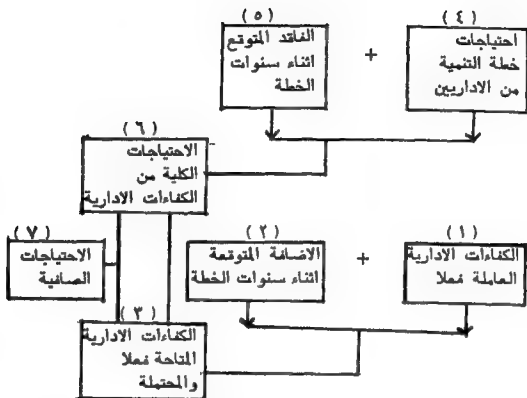 (٤)
احتياجات
خطة التنمية
من الاداريين
+
(٥)
الفاقد المتوقع
اثناء سنوات
الخطة
(٦)
الاحتياجات
الكلية من
الكفاءات الادارية
(١)
الكفاءات الادارية
العاملة فعلا
+
(٢)
الاضافة المتوقعة
اثناء سنوات الخطة
(٧)
الاحتياجات
الصافية
(٣)
الكفاءات الادارية
المتاحة فعلا
والمحتملة